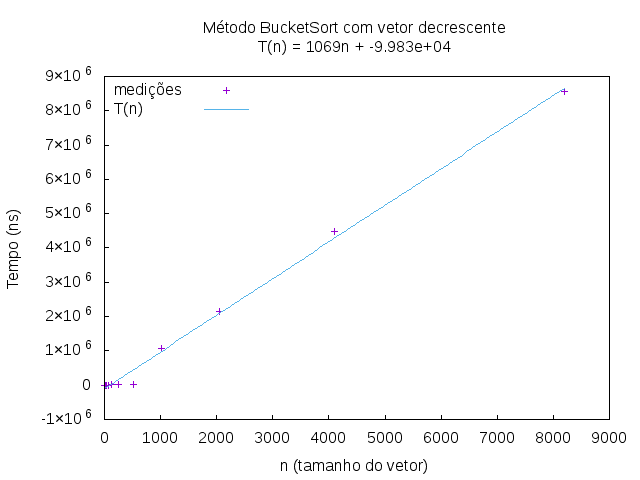 Método BucketSort com vetor decrescente
T(n) = 1069n + -9.983e+04
medições
T(n)
9×10 6
8×10 6
7×10 6
6×10 6
5×10 6
4×10 6
3×10 6
2×10 6
1×10 6
0
-1×10 6
Tempo (ns)
0 1000 2000 3000 4000 5000 6000 7000 8000 9000
n (tamanho do vetor)